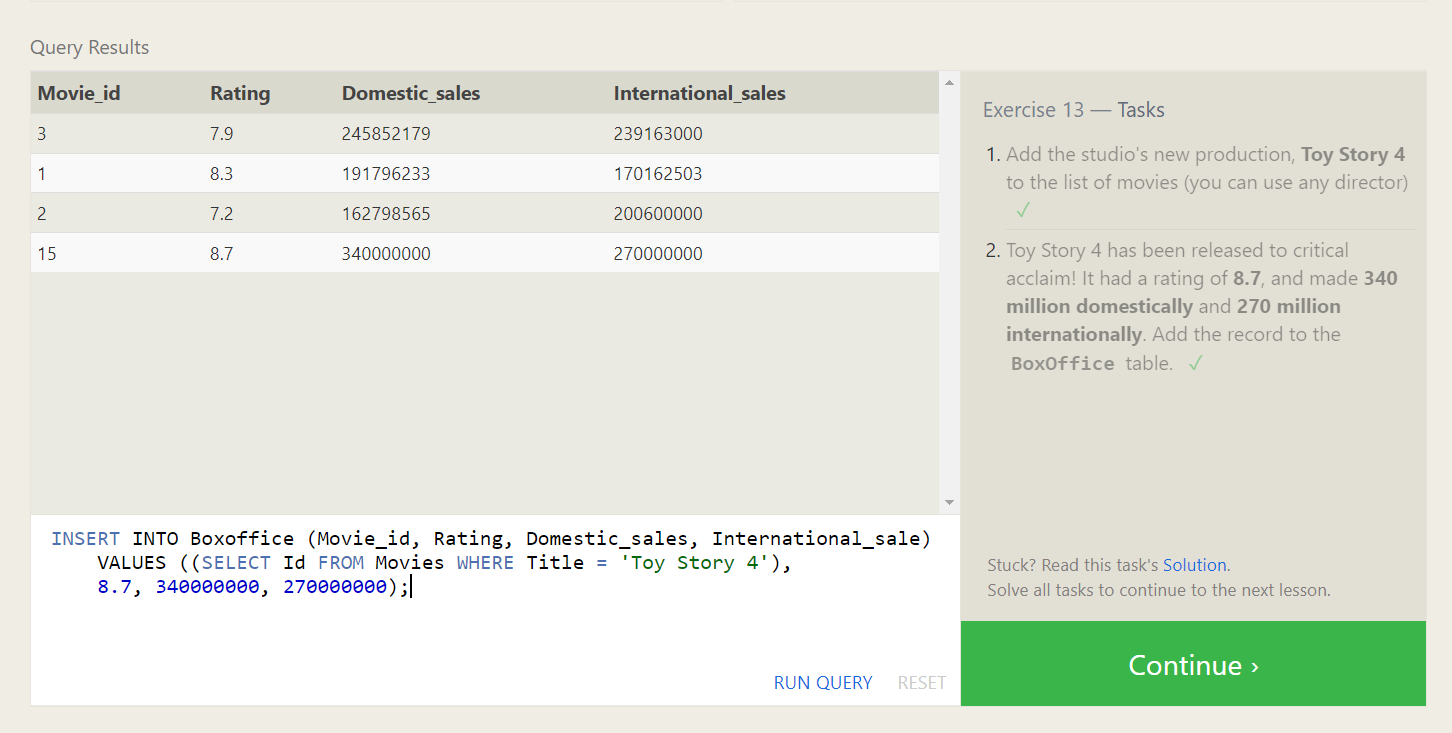 Query Results
Movie_id Rating Domestic_sales International_sales
3 7.9 245852179 239163000
1 8.3 191796233 170162503
2 7.2 162798565 200600000
15 8.7 340000000 270000000
INSERT INTO Boxoffice (Movie_id, Rating, Domestic_sales, International_sale)
VALUES ((SELECT Id FROM Movies WHERE Title = 'Toy Story 4'),
8.7, 340000000, 270000000);
RUN QUERY RESET
Exercise 13 — Tasks
1. Add the studio's new production, Toy Story 4
to the list of movies (you can use any director)
✓
2. Toy Story 4 has been released to critical
acclaim! It had a rating of 8.7, and made 340
million domestically and 270 million
internationally. Add the record to the
BoxOffice table. ✓
Stuck? Read this task's Solution.
Solve all tasks to continue to the next lesson.
Continue ›